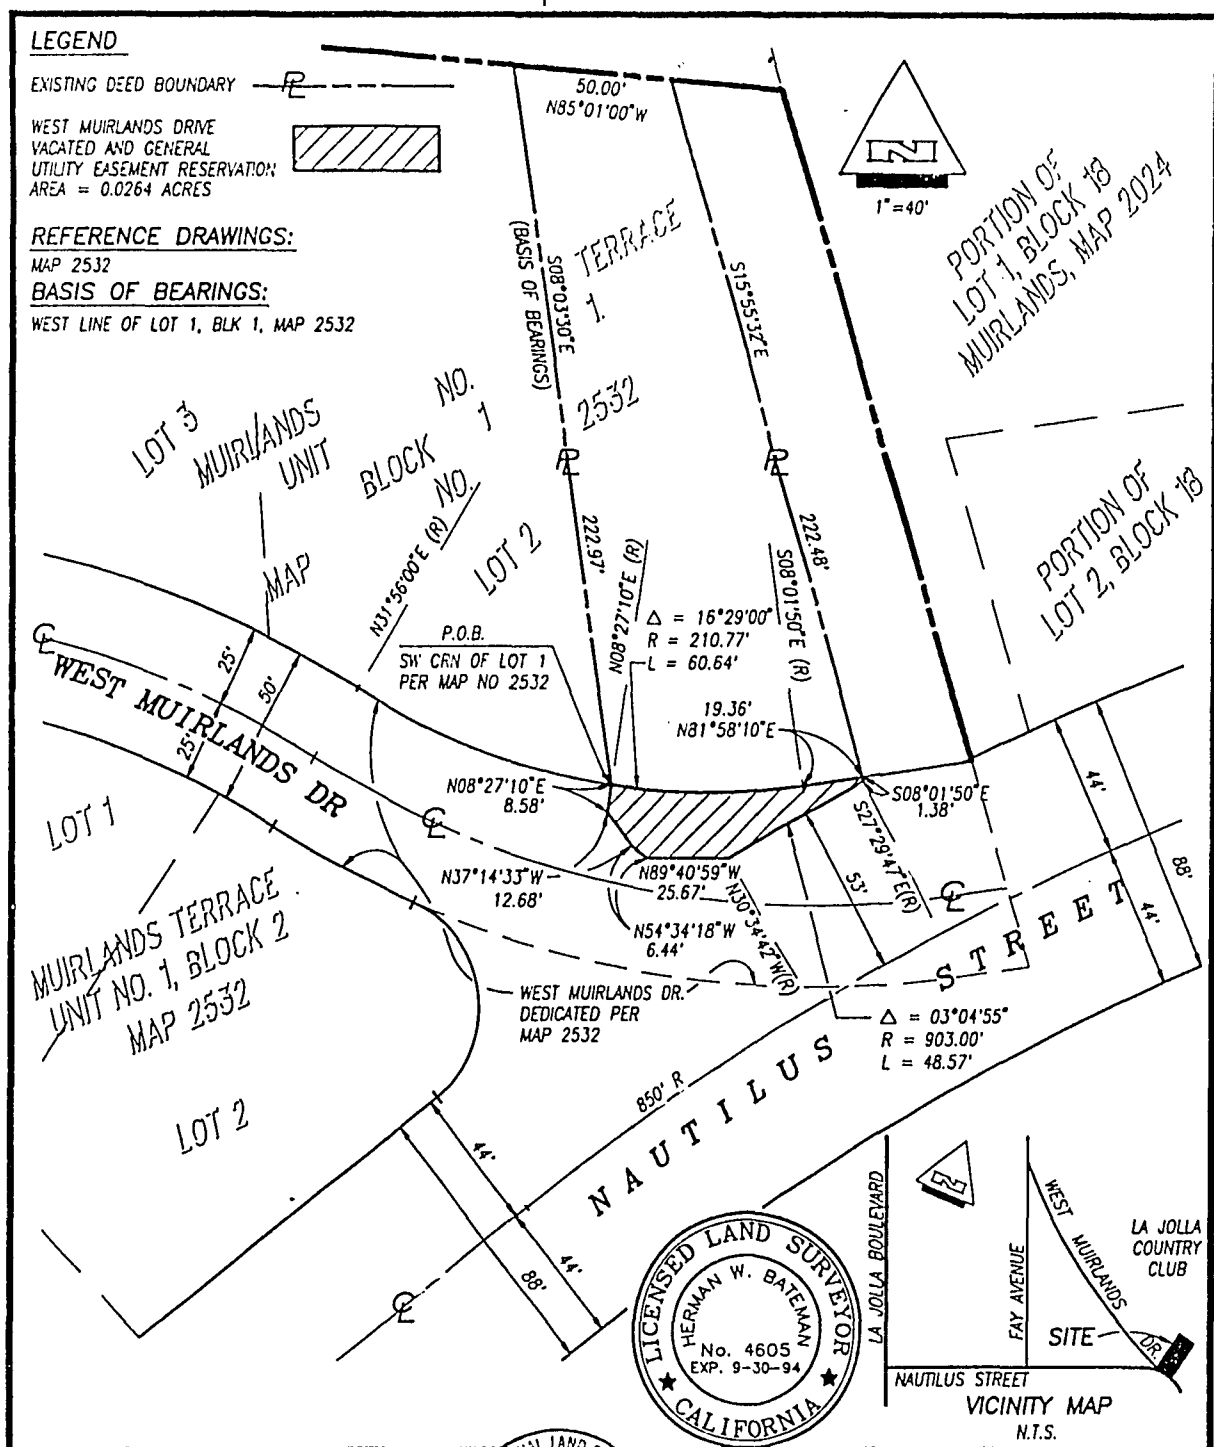 LEGEND
EXISTING DEED BOUNDARY
WEST MUIRLANDS DRIVE
VACATED AND GENERAL
UTILITY EASEMENT RESERVATION
AREA = 0.0264 ACRES
REFERENCE DRAWINGS:
MAP 2532
BASIS OF BEARINGS:
WEST LINE OF LOT 1, BLK 1, MAP 2532
50.00'
N85°01'00"W
N
1"=40'
PORTION OF
LOT 1, BLOCK 18
MUIRLANDS, MAP 2024
(BASIS OF BEARINGS)
S08°03'30"E
222.97'
S15°55'32"E
222.48'
LOT 3
MUIRLANDS TERRACE
UNIT NO. 1
BLOCK 1
MAP NO. 2532
LOT 2
PORTION OF
LOT 2, BLOCK 18
N31°56'00"E (R)
N08°27'10"E (R)
Δ = 16°29'00"
R = 210.77'
L = 60.64'
S08°01'50"E (R)
P.O.B.
SW CRN OF LOT 1
PER MAP NO 2532
19.36'
N81°58'10"E
25'
50'
25'
WEST MUIRLANDS DR
N08°27'10"E
8.58'
S08°01'50"E
1.38'
44'
88'
44'
N37°14'33"W
12.68'
N89°40'59"W
25.67'
N54°34'18"W
6.44'
N30°34'42"W(R)
S27°29'47"E(R)
53'
LOT 1
MUIRLANDS TERRACE
UNIT NO. 1, BLOCK 2
MAP 2532
LOT 2
WEST MUIRLANDS DR.
DEDICATED PER
MAP 2532
Δ = 03°04'55"
R = 903.00'
L = 48.57'
850' R
NAUTILUS STREET
44'
44'
88'
LICENSED LAND SURVEYOR
HERMAN W. BATEMAN
No. 4605
EXP. 9-30-94
CALIFORNIA
N
LA JOLLA BOULEVARD
FAY AVENUE
WEST MUIRLANDS DR.
LA JOLLA
COUNTRY
CLUB
SITE
NAUTILUS STREET
VICINITY MAP
N.T.S.
LAND